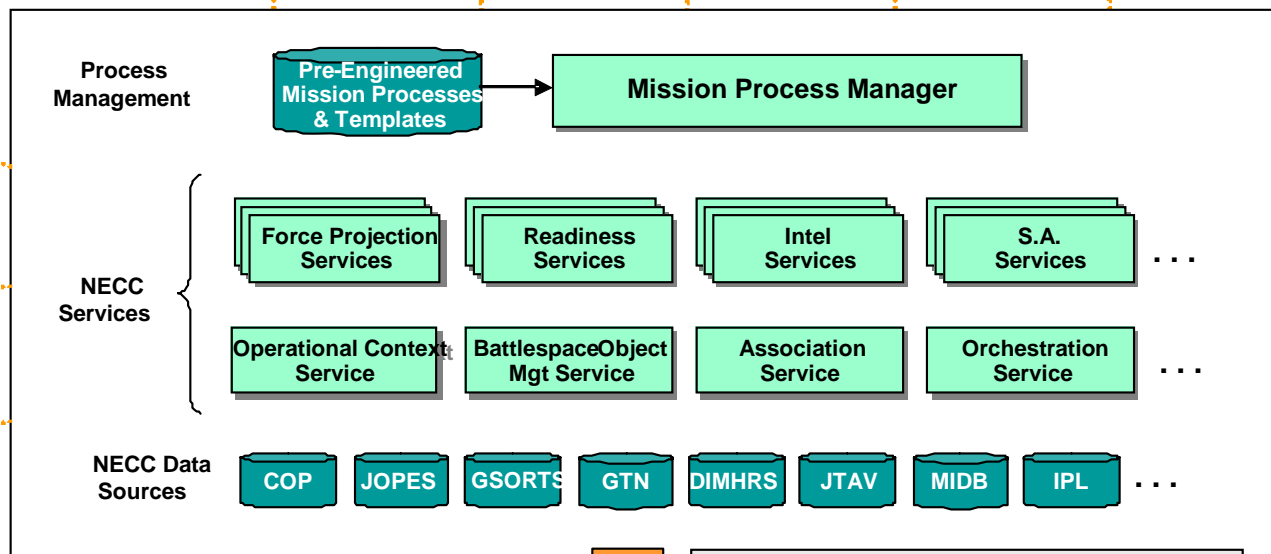 Process
Management
Pre-Engineered
Mission Processes
& Templates
Mission Process Manager
NECC
Services
Force Projection
Services
Readiness
Services
Intel
Services
S.A.
Services
. . .
Operational Context
Service
BattlespaceObject
Mgt Service
Association
Service
Orchestration
Service
. . .
NECC Data
Sources
COP
JOPES
GSORTS
GTN
DIMHRS
JTAV
MIDB
IPL
. . .